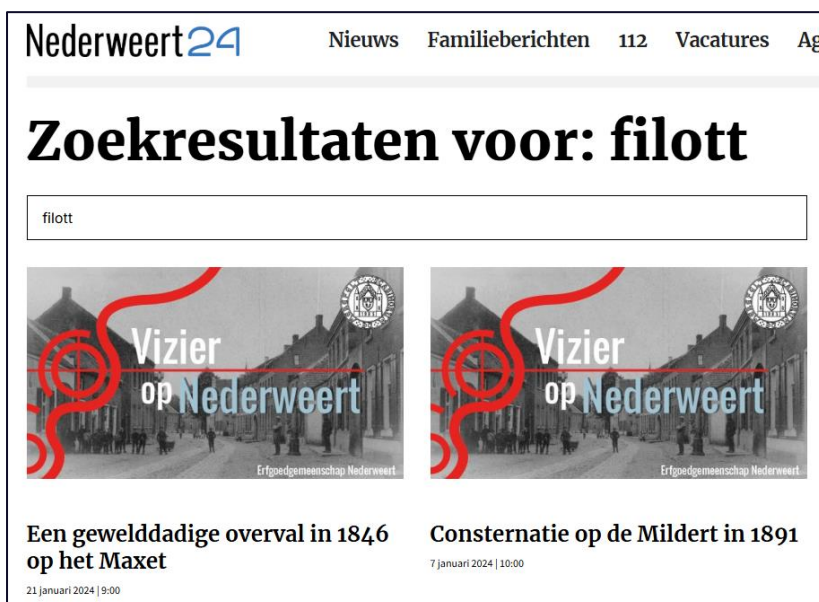 Nederweert24
Nieuws Familieberichten 112 Vacatures Ag
Zoekresultaten voor: filott
filott
Vizier
op Nederweert
Erfgoedgemeenschap Nederweert
Vizier
op Nederweert
Erfgoedgemeenschap Nederweert
Een gewelddadige overval in 1846
op het Maxet
21 januari 2024 | 9:00
Consternatie op de Mildert in 1891
7 januari 2024 | 10:00